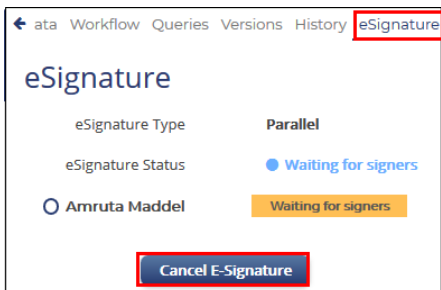 ata Workflow Queries Versions History eSignature
eSignature
eSignature Type Parallel
eSignature Status Waiting for signers
Amruta Maddel Waiting for signers
Cancel E-Signature